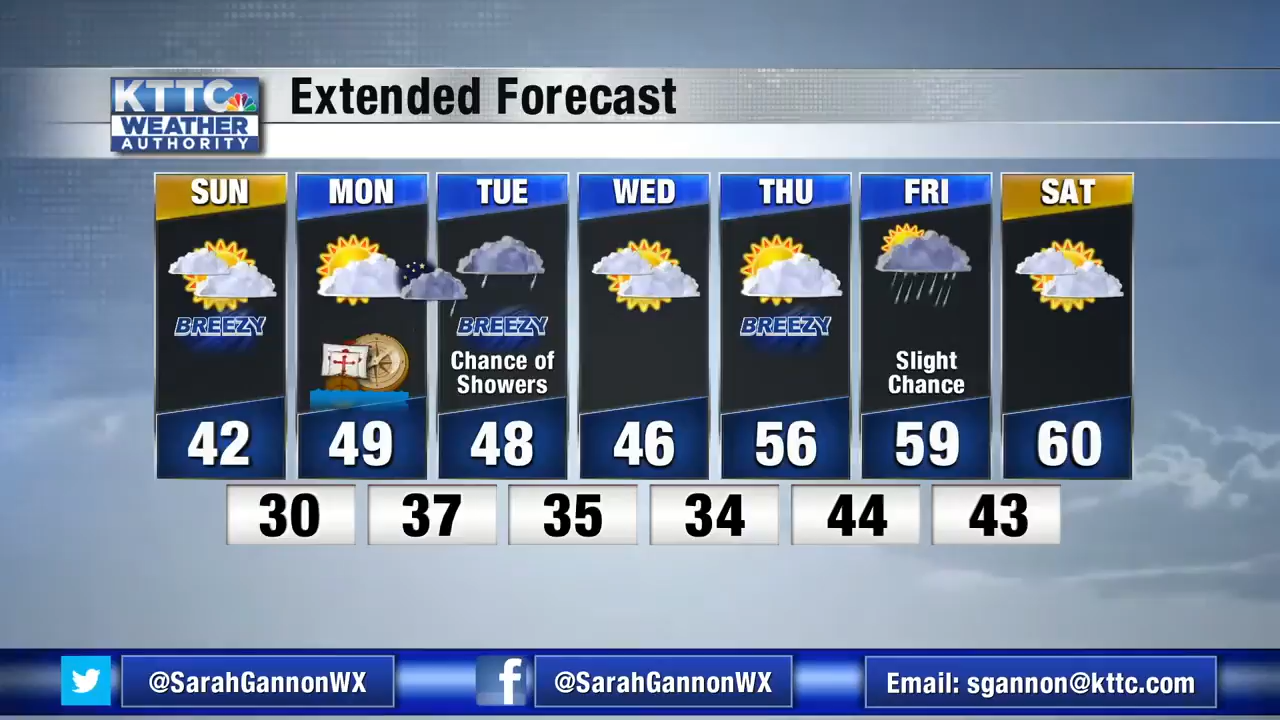 KTTC
WEATHER
AUTHORITY
Extended Forecast
SUN MON TUE WED THU FRI SAT
BREEZY BREEZY BREEZY
Chance of
Showers
Slight
Chance
42 49 48 46 56 59 60
30 37 35 34 44 43
@SarahGannonWX f @SarahGannonWX Email: sgannon@kttc.com